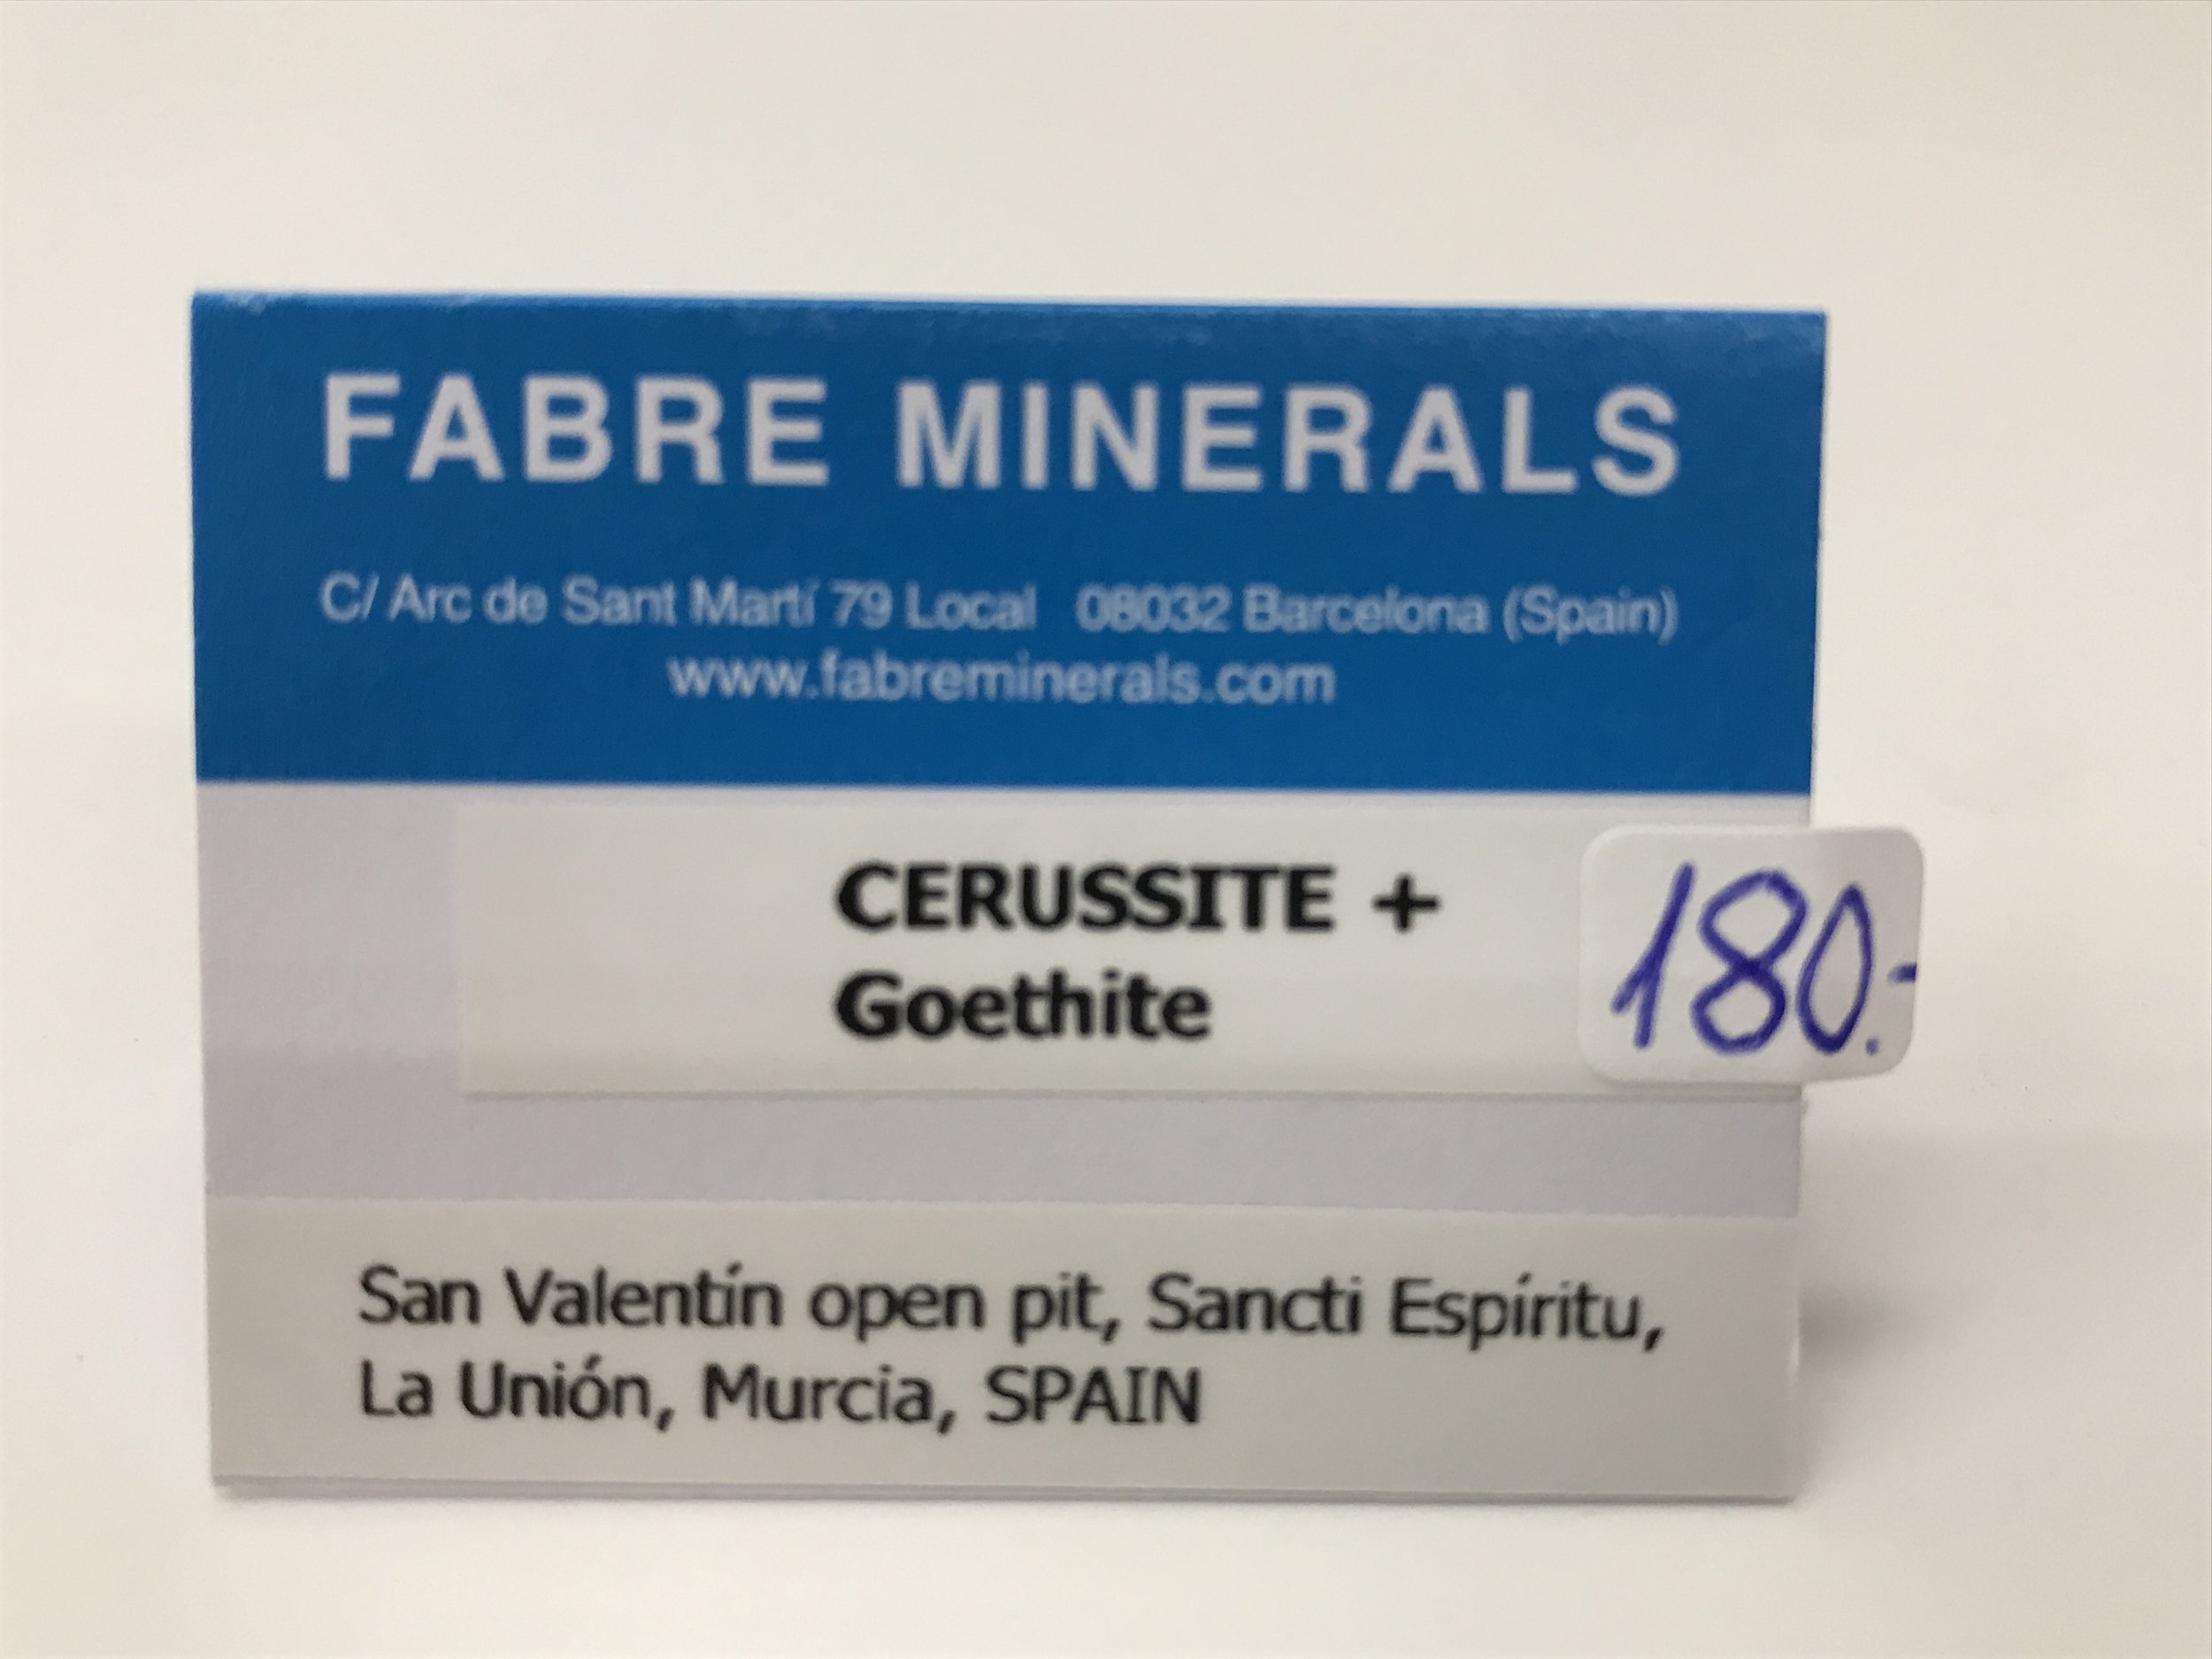 FABRE MINERALS
C/ Arc de Sant Martí 79 Local 08032 Barcelona (Spain)
www.fabreminerals.com
CERUSSITE +
Goethite
180.-
San Valentín open pit, Sancti Espíritu,
La Unión, Murcia, SPAIN